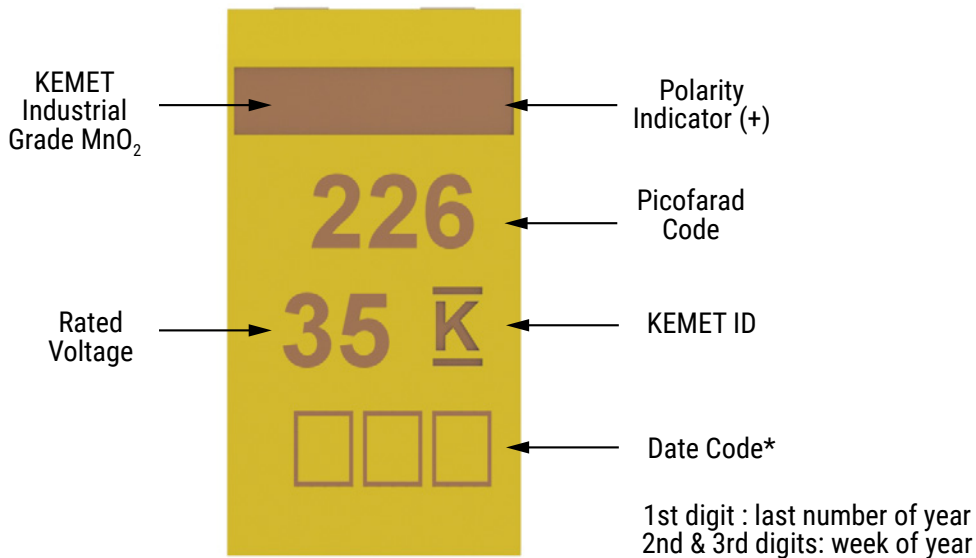 KEMET
Industrial
Grade MnO₂
Polarity
Indicator (+)
226
Picofarad
Code
Rated
Voltage
35 K
KEMET ID
Date Code*
1st digit : last number of year
2nd & 3rd digits: week of year